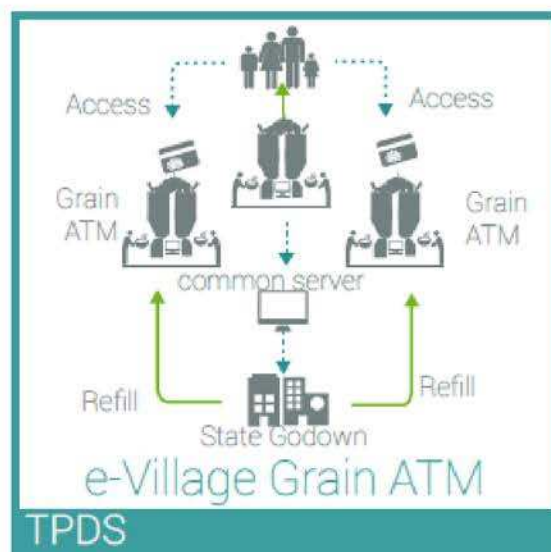 Access
Access
Grain
ATM
Grain
ATM
common server
Refill
Refill
State Godown
e-Village Grain ATM
TPDS